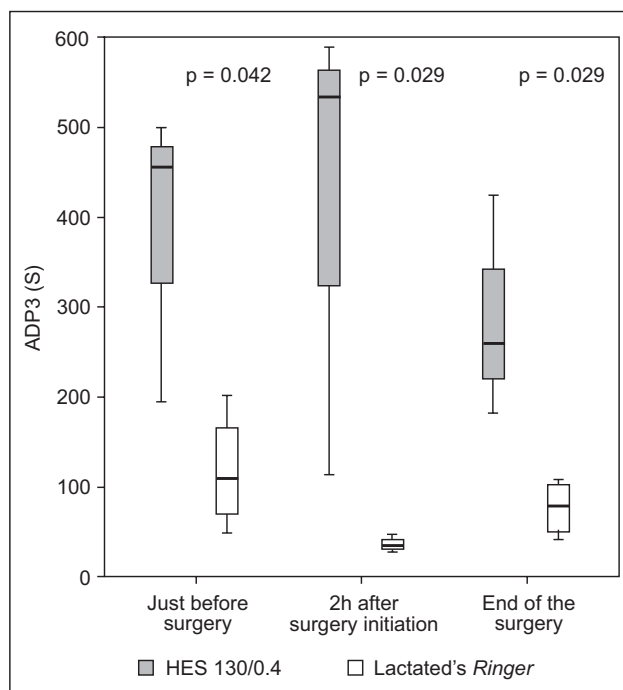 600
p = 0.042
p = 0.029
p = 0.029
500
400
ADP3 (S)
300
200
100
0
Just before
surgery
2h after
surgery initiation
End of the
surgery
HES 130/0.4
Lactated's Ringer